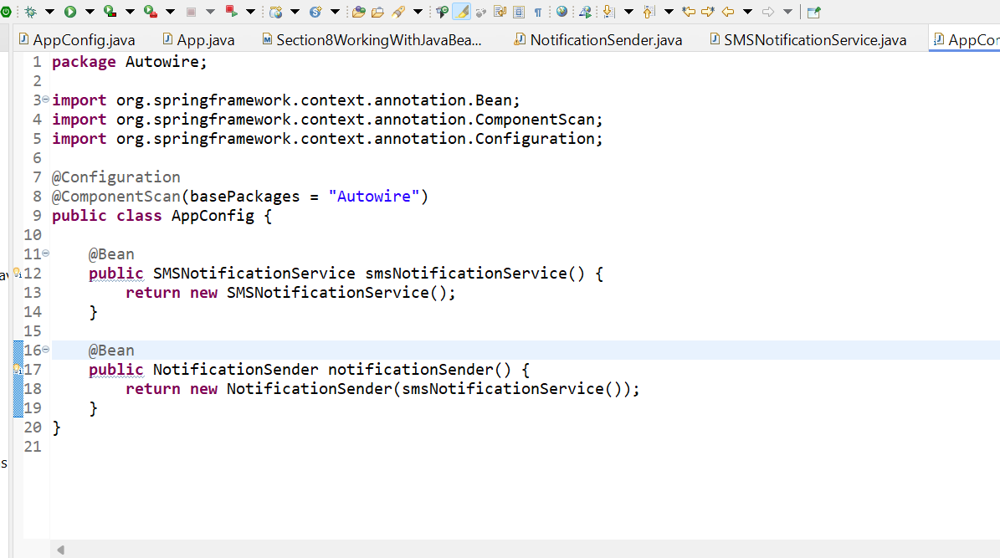 AppConfig.java App.java Section8WorkingWithJavaBea... NotificationSender.java SMSNotificationService.java AppCon
1 package Autowire;
2
3 import org.springframework.context.annotation.Bean;
4 import org.springframework.context.annotation.ComponentScan;
5 import org.springframework.context.annotation.Configuration;
6
7 @Configuration
8 @ComponentScan(basePackages = "Autowire")
9 public class AppConfig {
10
11 @Bean
12 public SMSNotificationService smsNotificationService() {
13 return new SMSNotificationService();
14 }
15
16 @Bean
17 public NotificationSender notificationSender() {
18 return new NotificationSender(smsNotificationService());
19 }
20 }
21